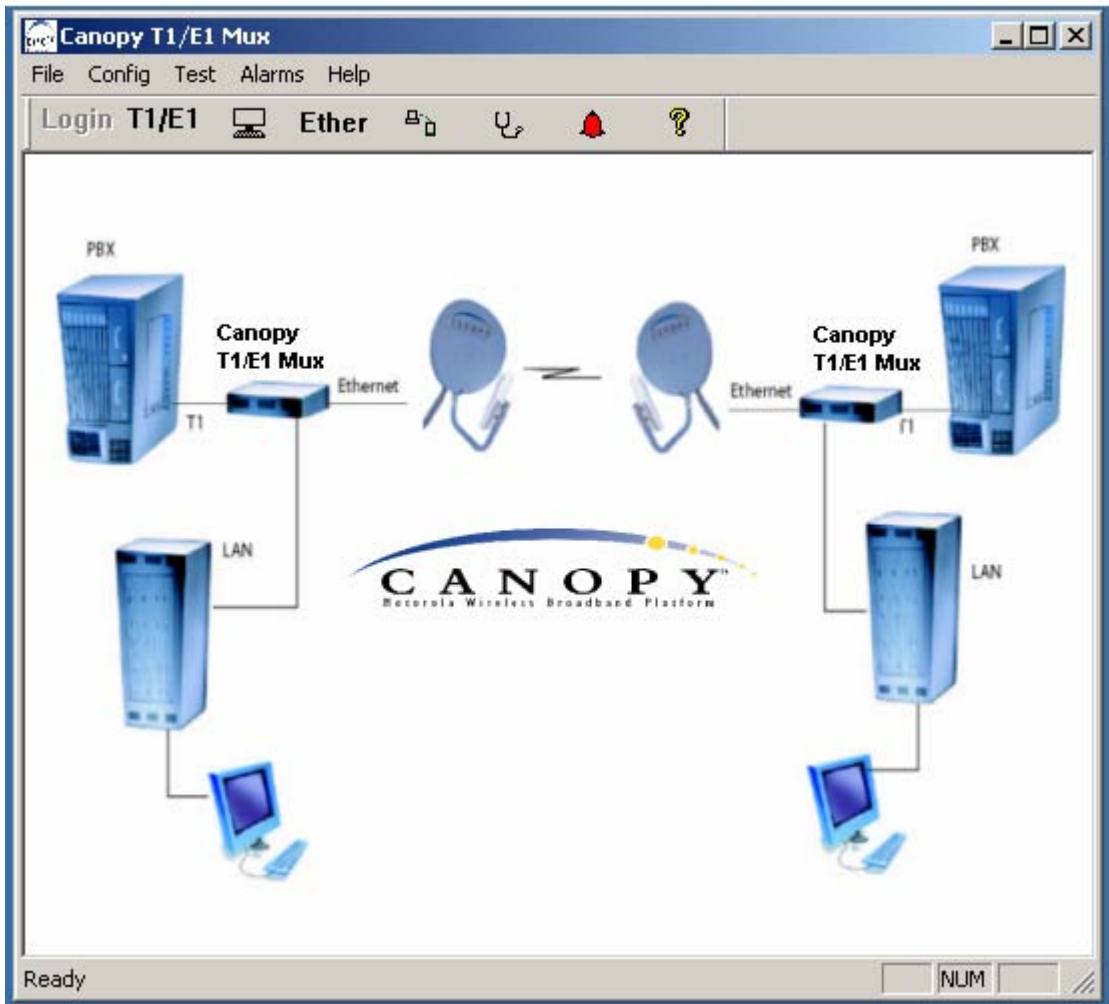 Canopy T1/E1 Mux
File Config Test Alarms Help
Login T1/E1 Ether
PBX
PBX
Canopy
T1/E1 Mux
Canopy
T1/E1 Mux
Ethernet
Ethernet
T1
T1
LAN
LAN
CANOPY™
Motorola Wireless Broadband Platform
Ready
NUM